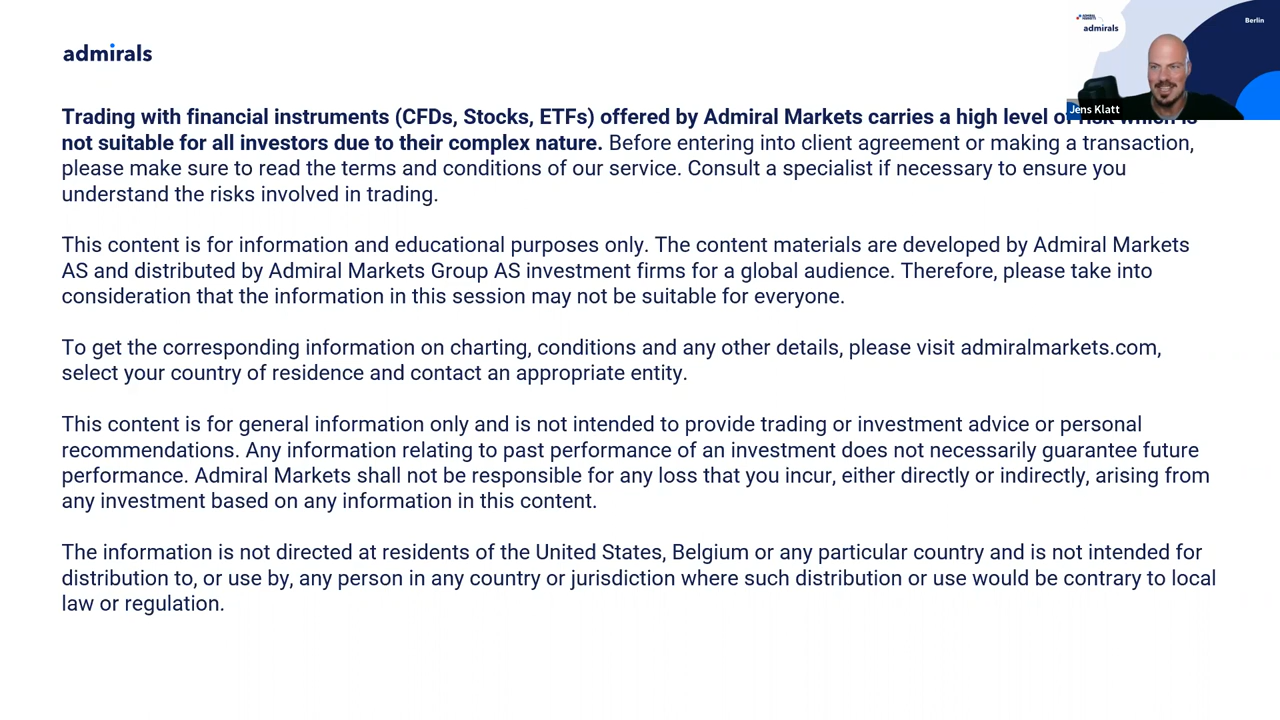 admirals
ADMIRAL MARKETS
admirals
Berlin
Jens Klatt
Trading with financial instruments (CFDs, Stocks, ETFs) offered by Admiral Markets carries a high level of risk which is
not suitable for all investors due to their complex nature. Before entering into client agreement or making a transaction,
please make sure to read the terms and conditions of our service. Consult a specialist if necessary to ensure you
understand the risks involved in trading.
This content is for information and educational purposes only. The content materials are developed by Admiral Markets
AS and distributed by Admiral Markets Group AS investment firms for a global audience. Therefore, please take into
consideration that the information in this session may not be suitable for everyone.
To get the corresponding information on charting, conditions and any other details, please visit admiralmarkets.com,
select your country of residence and contact an appropriate entity.
This content is for general information only and is not intended to provide trading or investment advice or personal
recommendations. Any information relating to past performance of an investment does not necessarily guarantee future
performance. Admiral Markets shall not be responsible for any loss that you incur, either directly or indirectly, arising from
any investment based on any information in this content.
The information is not directed at residents of the United States, Belgium or any particular country and is not intended for
distribution to, or use by, any person in any country or jurisdiction where such distribution or use would be contrary to local
law or regulation.